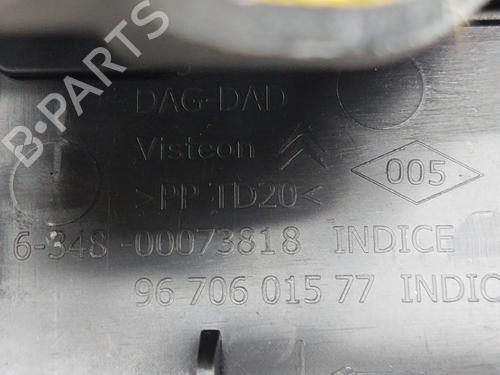 DAG-DAD
Visteon
005
>PP TD20<
6-348-00073818 INDICE
96 706 015 77 INDIC
B-PARTS